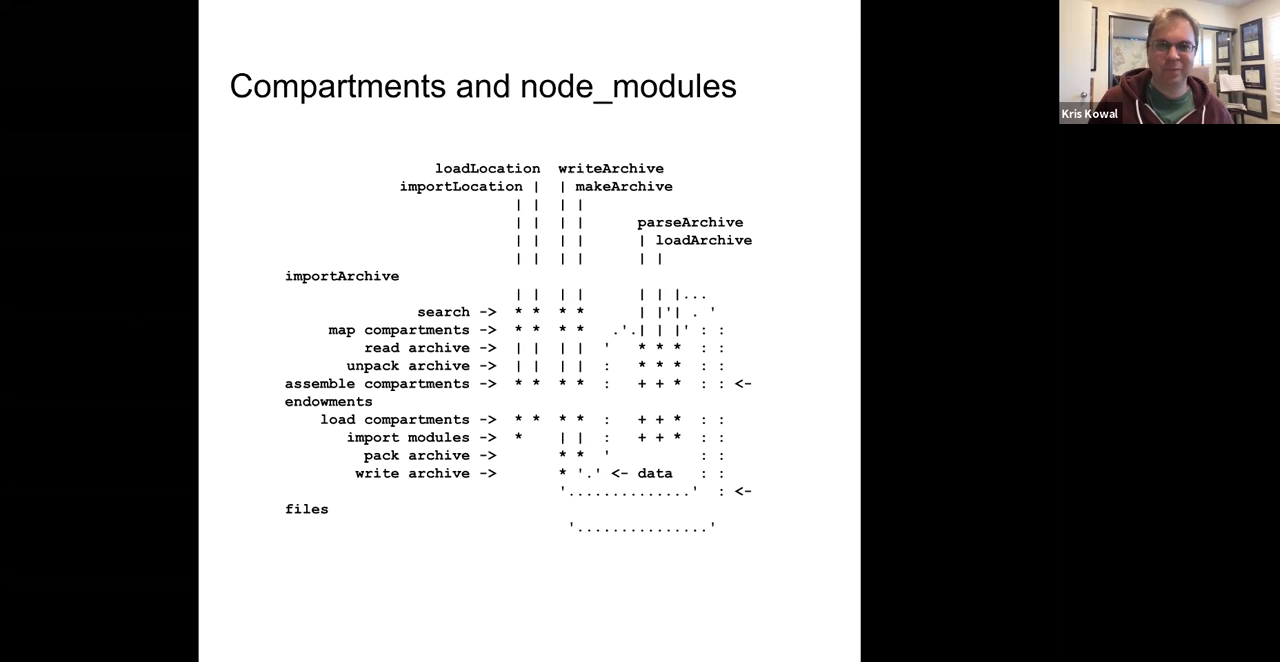 Compartments and node_modules
Kris Kowal
                 loadLocation  writeArchive
             importLocation |  | makeArchive
                          | |  | |
                          | |  | |      parseArchive
                          | |  | |      | loadArchive
                          | |  | |      | |
importArchive
                          | |  | |      | | |...
               search ->  * *  * *      | |'| . '
     map compartments ->  * *  * *   .'.| | |' : :
         read archive ->  | |  | |  '   * * *  : :
       unpack archive ->  | |  | |  :   * * *  : :
assemble compartments ->  * *  * *  :   + + *  : : <-
endowments
    load compartments ->  * *  * *  :   + + *  : :
       import modules ->  *    | |  :   + + *  : :
         pack archive ->       * *  '             : :
        write archive ->       * '.' <- data   : :
                               '..............'  : <-
files
                                '...............'